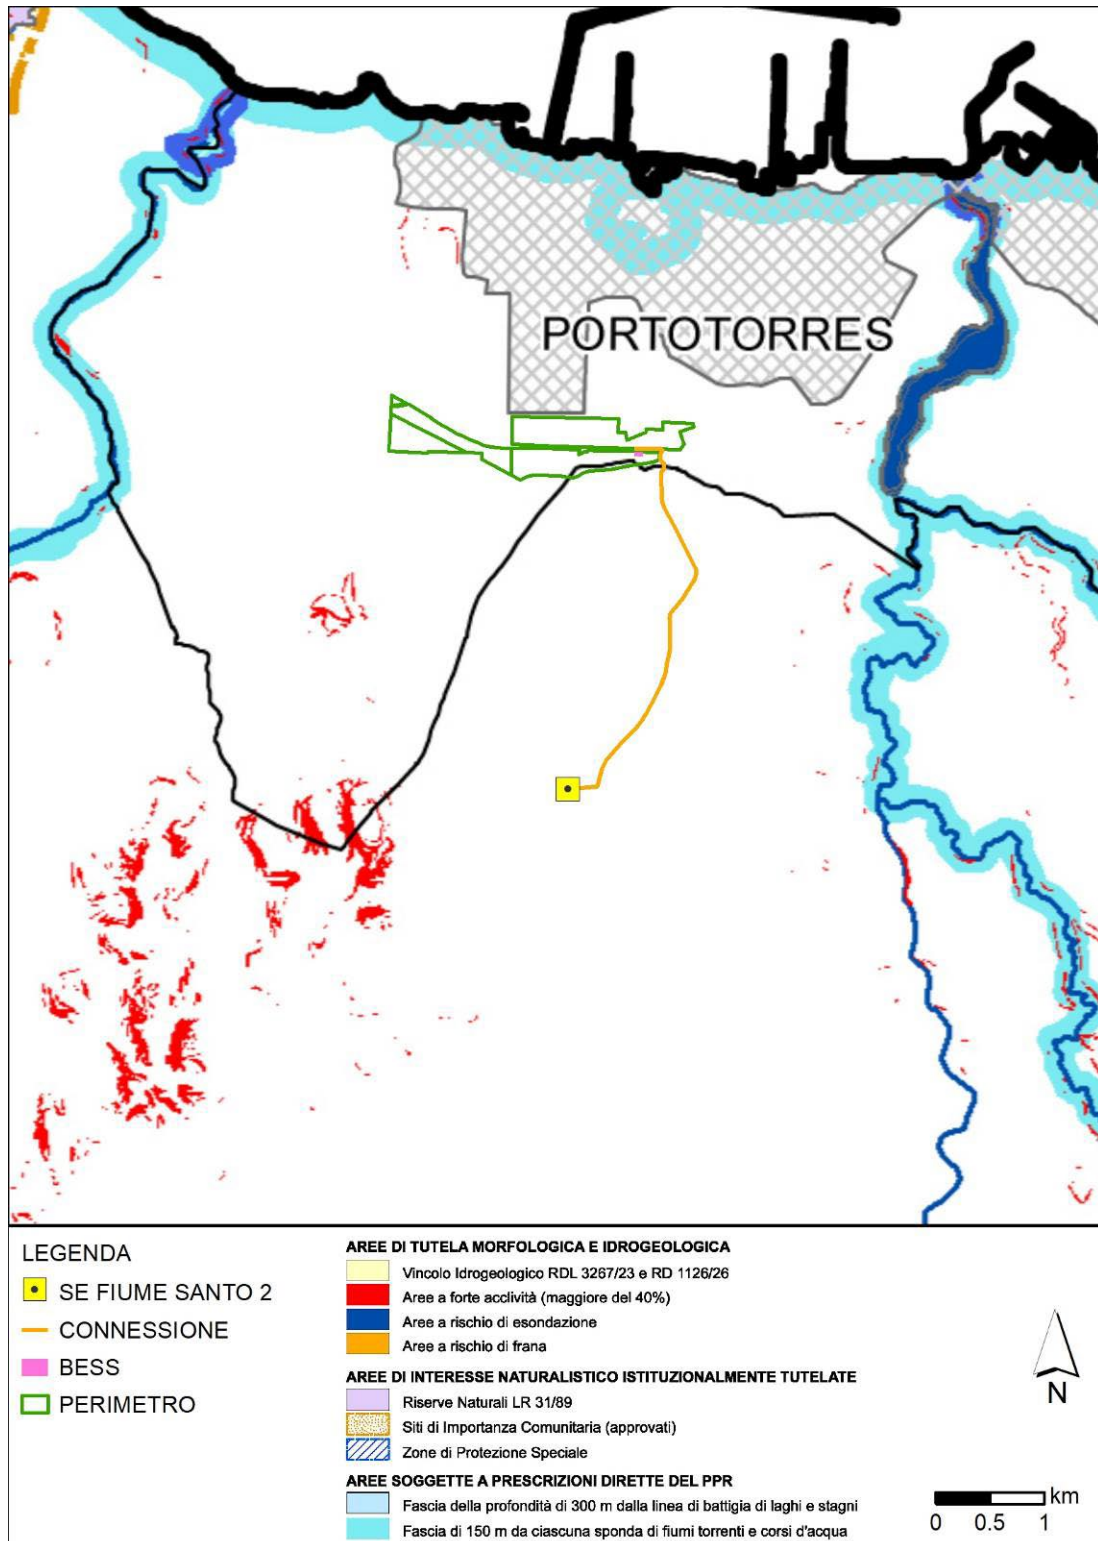 PORTOTORRES
LEGENDA
SE FIUME SANTO 2
CONNESSIONE
BESS
PERIMETRO
AREE DI TUTELA MORFOLOGICA E IDROGEOLOGICA
Vincolo Idrogeologico RDL 3267/23 e RD 1126/26
Aree a forte acclività (maggiore del 40%)
Aree a rischio di esondazione
Aree a rischio di frana
AREE DI INTERESSE NATURALISTICO ISTITUZIONALMENTE TUTELATE
Riserve Naturali LR 31/89
Siti di Importanza Comunitaria (approvati)
Zone di Protezione Speciale
AREE SOGGETTE A PRESCRIZIONI DIRETTE DEL PPR
Fascia della profondità di 300 m dalla linea di battigia di laghi e stagni
Fascia di 150 m da ciascuna sponda di fiumi torrenti e corsi d'acqua
N
km
0 0.5 1